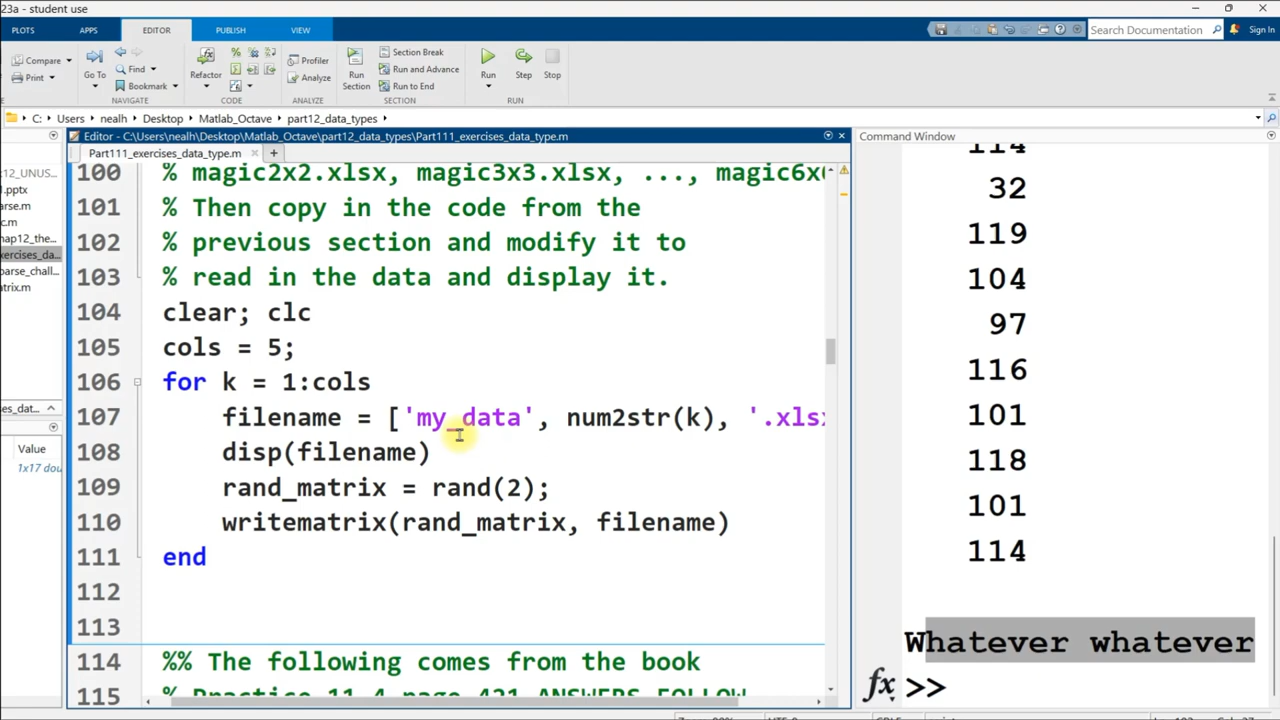 23a - student use
PLOTS APPS EDITOR PUBLISH VIEW
Search Documentation Sign In
Compare
Print
Go To
Find
Bookmark
NAVIGATE
Refactor
CODE
Profiler
Analyze
ANALYZE
Run Section
Section Break
Run and Advance
Run to End
SECTION
Run Step Stop
RUN
C: Users nealh Desktop Matlab_Octave part12_data_types
Editor - C:\Users\nealh\Desktop\Matlab_Octave\part12_data_types\Part111_exercises_data_type.m
Part111_exercises_data_type.m
12_UNUS...
1.pptx
arse.m
c.m
nap12_the...
exercises_da...
parse_chall...
atrix.m
es_dat...
Value
1x17 dou
100 % magic2x2.xlsx, magic3x3.xlsx, ..., magic6x
101 % Then copy in the code from the
102 % previous section and modify it to
103 % read in the data and display it.
104 clear; clc
105 cols = 5;
106 for k = 1:cols
107 filename = ['my_data', num2str(k), '.xls
108 disp(filename)
109 rand_matrix = rand(2);
110 writematrix(rand_matrix, filename)
111 end
112
113
114 %% The following comes from the book
115 % Practice 11.4 page 421 ANSWERS FOLLOW
Command Window
114
32
119
104
97
116
101
118
101
114
Whatever whatever
fx >>